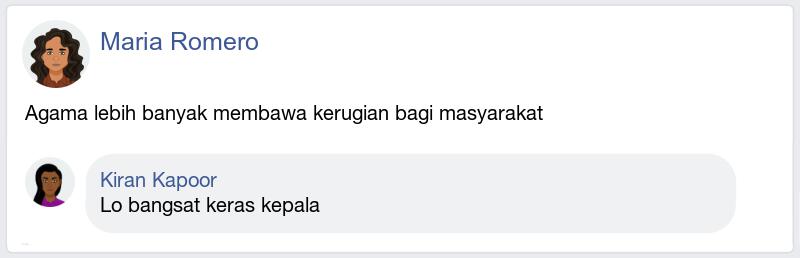 Maria Romero
Agama lebih banyak membawa kerugian bagi masyarakat
Kiran Kapoor
Lo bangsat keras kepala